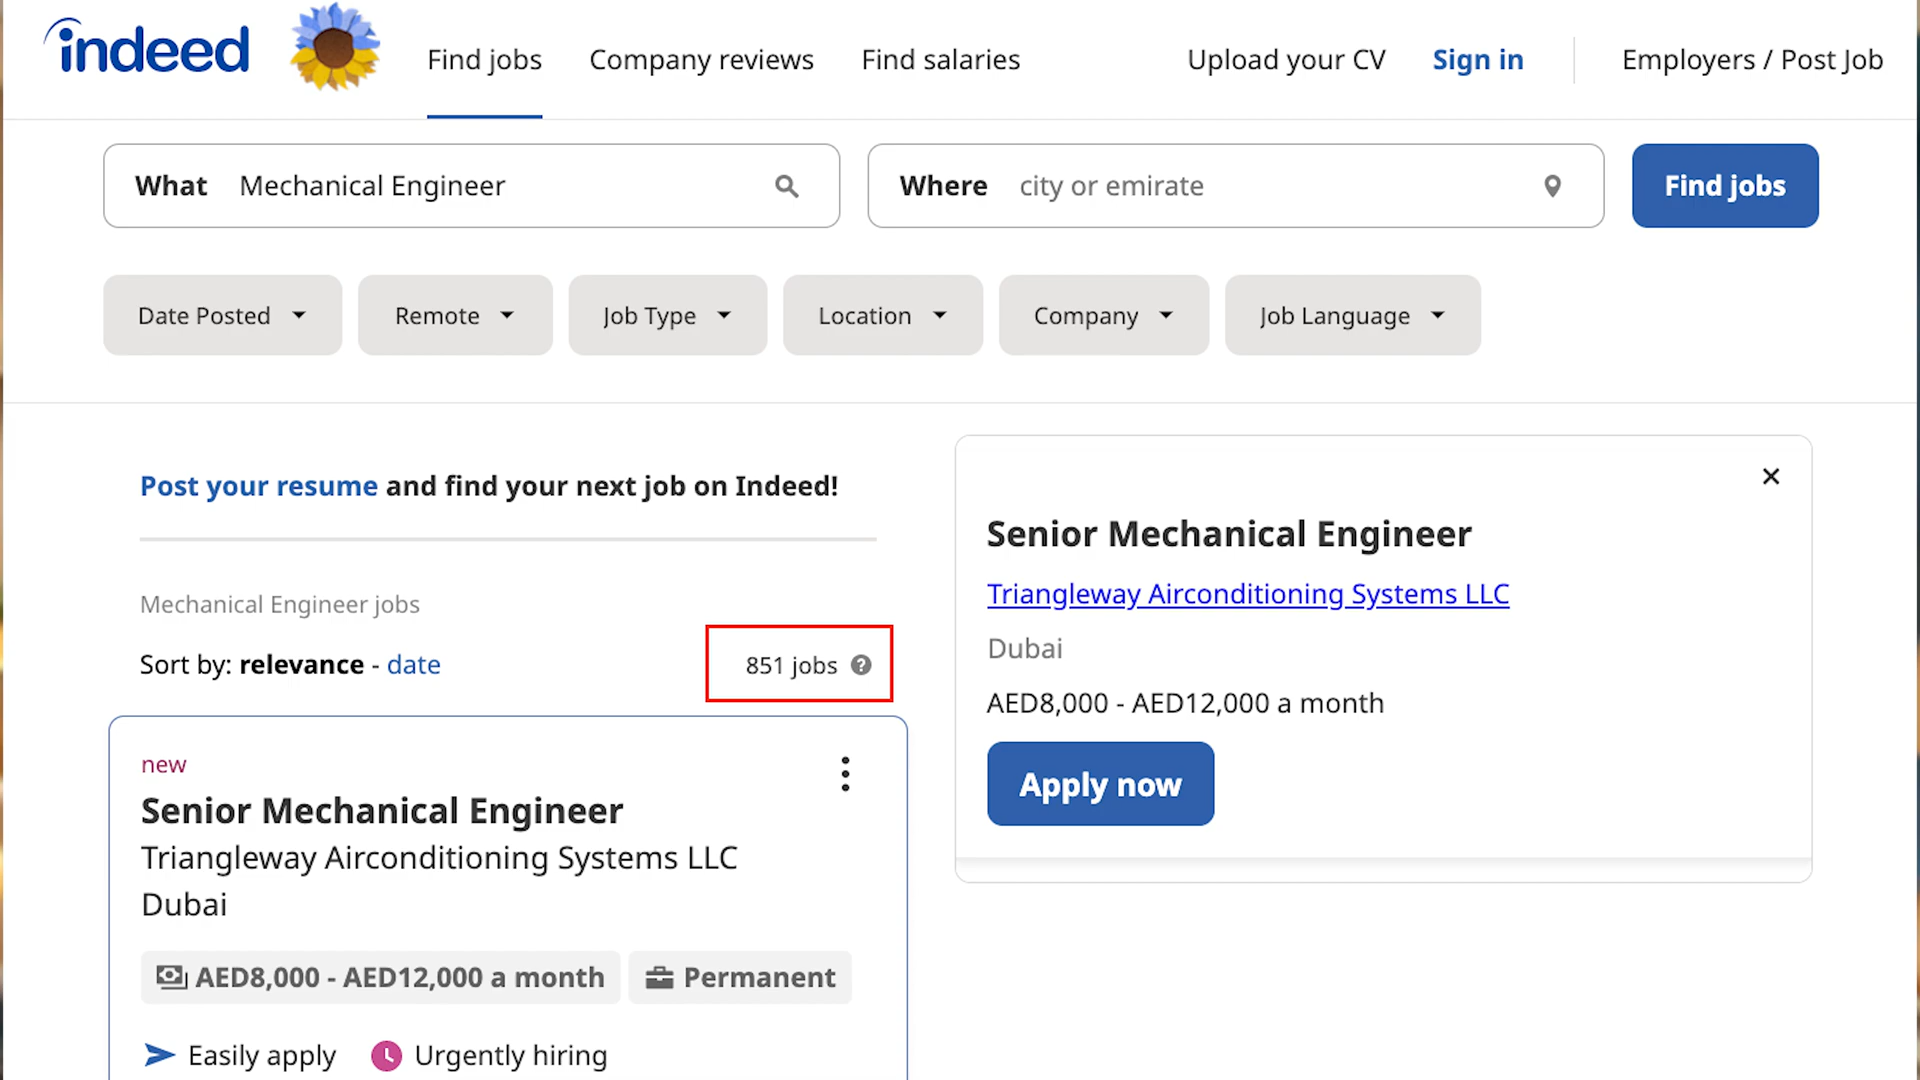 indeed
Find jobs
Company reviews
Find salaries
Upload your CV
Sign in
Employers / Post Job
What Mechanical Engineer
Where city or emirate
Find jobs
Date Posted
Remote
Job Type
Location
Company
Job Language
Post your resume and find your next job on Indeed!
Mechanical Engineer jobs
Sort by: relevance - date
851 jobs ?
new
Senior Mechanical Engineer
Triangleway Airconditioning Systems LLC
Dubai
AED8,000 - AED12,000 a month
Permanent
Easily apply
Urgently hiring
Senior Mechanical Engineer
Triangleway Airconditioning Systems LLC
Dubai
AED8,000 - AED12,000 a month
Apply now